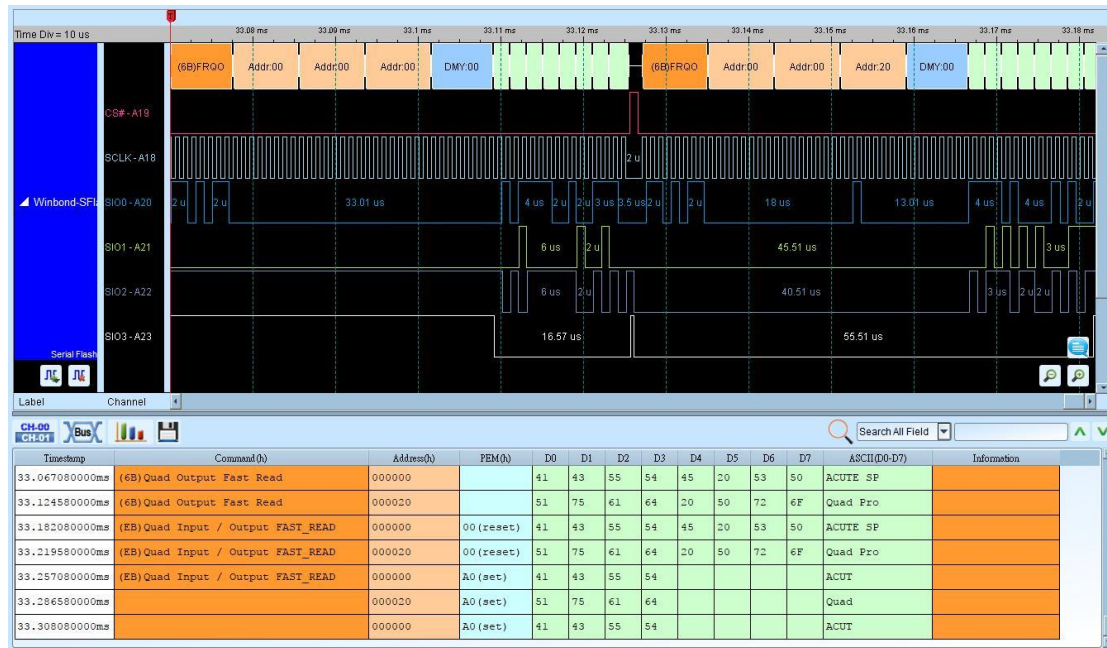 Time Div = 10 us
33.08 ms 33.09 ms 33.1 ms 33.11 ms 33.12 ms 33.13 ms 33.14 ms 33.15 ms 33.16 ms 33.17 ms 33.18 ms
(6B)FRQO Addr:00 Addr:00 Addr:00 DMY:00 (6B)FRQO Addr:00 Addr:00 Addr:20 DMY:00
CS# - A19
SCLK - A18 2 u
Winbond-SFl SIO0 - A20 2 u 2 u 33.01 us 4 us 2 u 2 u 3 us 3.5 us 2 u 2 u 18 us 13.01 us 4 us 4 us 2 u
SIO1 - A21 6 us 2 u 45.51 us 3 us
SIO2 - A22 6 us 2 u 40.51 us 3 us 2 u 2 u
SIO3 - A23 16.57 us 55.51 us
Serial Flash
Label Channel
CH-00
CH-01 Bus Search All Field
Timestamp Command(h) Address(h) PEM(h) D0 D1 D2 D3 D4 D5 D6 D7 ASCII(D0-D7) Information
33.067080000ms (6B)Quad Output Fast Read 000000 41 43 55 54 45 20 53 50 ACUTE SP
33.124580000ms (6B)Quad Output Fast Read 000020 51 75 61 64 20 50 72 6F Quad Pro
33.182080000ms (EB)Quad Input / Output FAST_READ 000000 00(reset) 41 43 55 54 45 20 53 50 ACUTE SP
33.219580000ms (EB)Quad Input / Output FAST_READ 000020 00(reset) 51 75 61 64 20 50 72 6F Quad Pro
33.257080000ms (EB)Quad Input / Output FAST_READ 000000 A0(set) 41 43 55 54 ACUT
33.286580000ms 000020 A0(set) 51 75 61 64 Quad
33.308080000ms 000000 A0(set) 41 43 55 54 ACUT